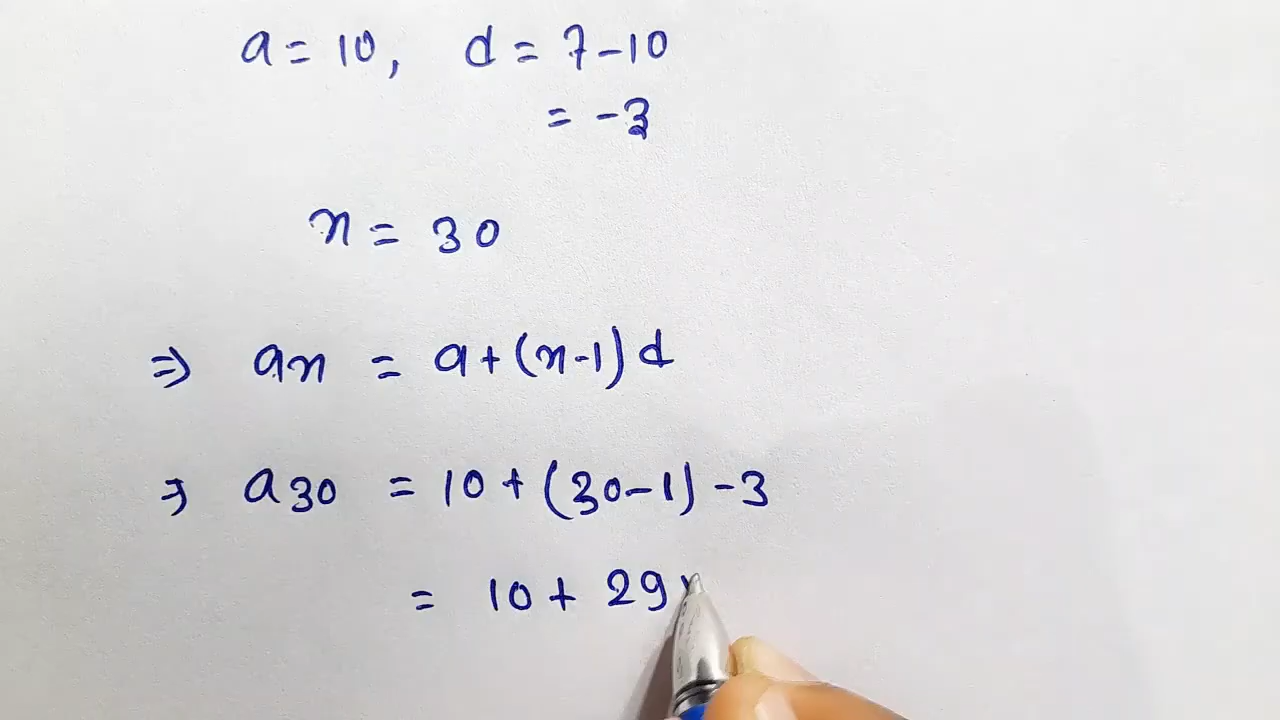 a = 10, d = 7 - 10
= -3
n = 30
⇒ an = a + (n-1) d
⇒ a30 = 10 + (30-1) - 3
= 10 + 29